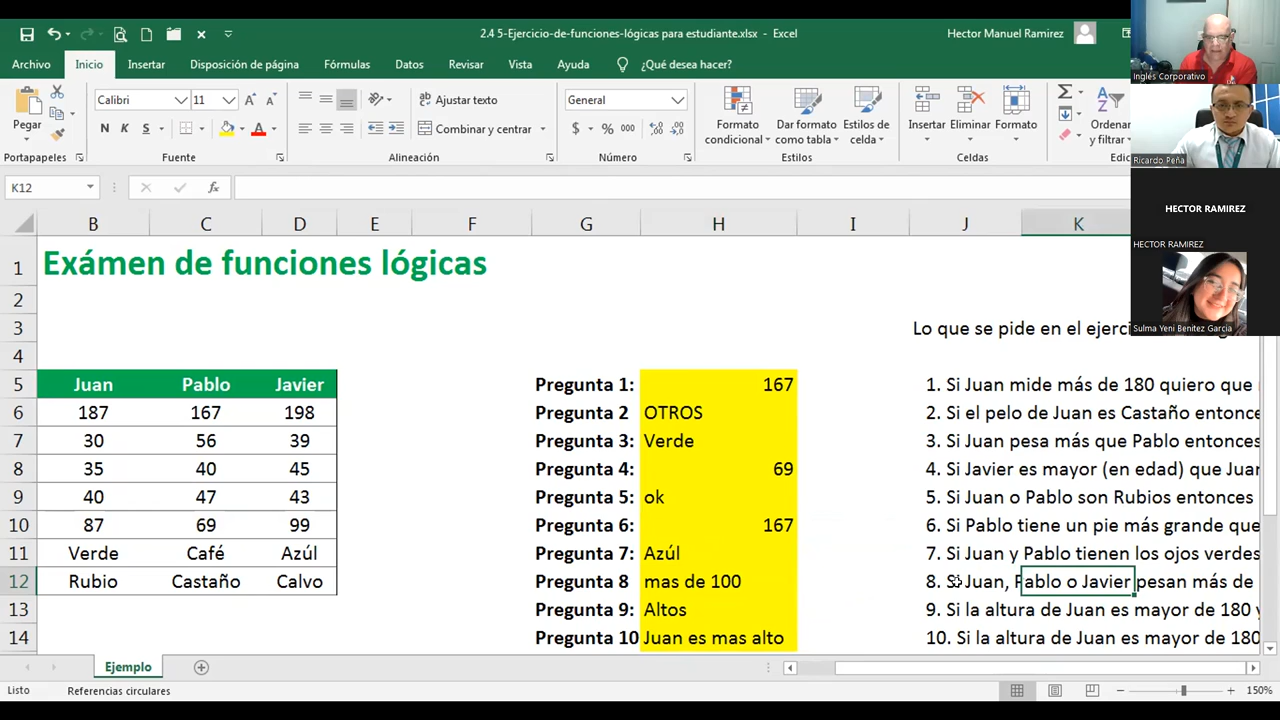 2.4 5-Ejercicio-de-funciones-lógicas para estudiante.xlsx - Excel
Hector Manuel Ramirez
Archivo Inicio Insertar Disposición de página Fórmulas Datos Revisar Vista Ayuda ¿Qué desea hacer?
Inglés Corporativo
Calibri 11 Ajustar texto General
Pegar N K S Combinar y centrar $ % 000
Formato condicional Dar formato como tabla Estilos de celda Insertar Eliminar Formato Ordenar y filtrar
Portapapeles Fuente Alineación Número Estilos Celdas
Ricardo Peña
K12 fx
HECTOR RAMIREZ
HECTOR RAMIREZ
Sulma Yeni Benitez Garcia
B C D E F G H I J K
1 Exámen de funciones lógicas
2
3 Lo que se pide en el ejerci
4
5 Juan Pablo Javier Pregunta 1: 167 1. Si Juan mide más de 180 quiero que
6 187 167 198 Pregunta 2 OTROS 2. Si el pelo de Juan es Castaño entonce
7 30 56 39 Pregunta 3: Verde 3. Si Juan pesa más que Pablo entonces
8 35 40 45 Pregunta 4: 69 4. Si Javier es mayor (en edad) que Juan
9 40 47 43 Pregunta 5: ok 5. Si Juan o Pablo son Rubios entonces
10 87 69 99 Pregunta 6: 167 6. Si Pablo tiene un pie más grande que
11 Verde Café Azúl Pregunta 7: Azúl 7. Si Juan y Pablo tienen los ojos verdes
12 Rubio Castaño Calvo Pregunta 8 mas de 100 8. Si Juan, Pablo o Javier pesan más de
13 Pregunta 9: Altos 9. Si la altura de Juan es mayor de 180 y
14 Pregunta 10 Juan es mas alto 10. Si la altura de Juan es mayor de 180
Ejemplo
Listo Referencias circulares 150%